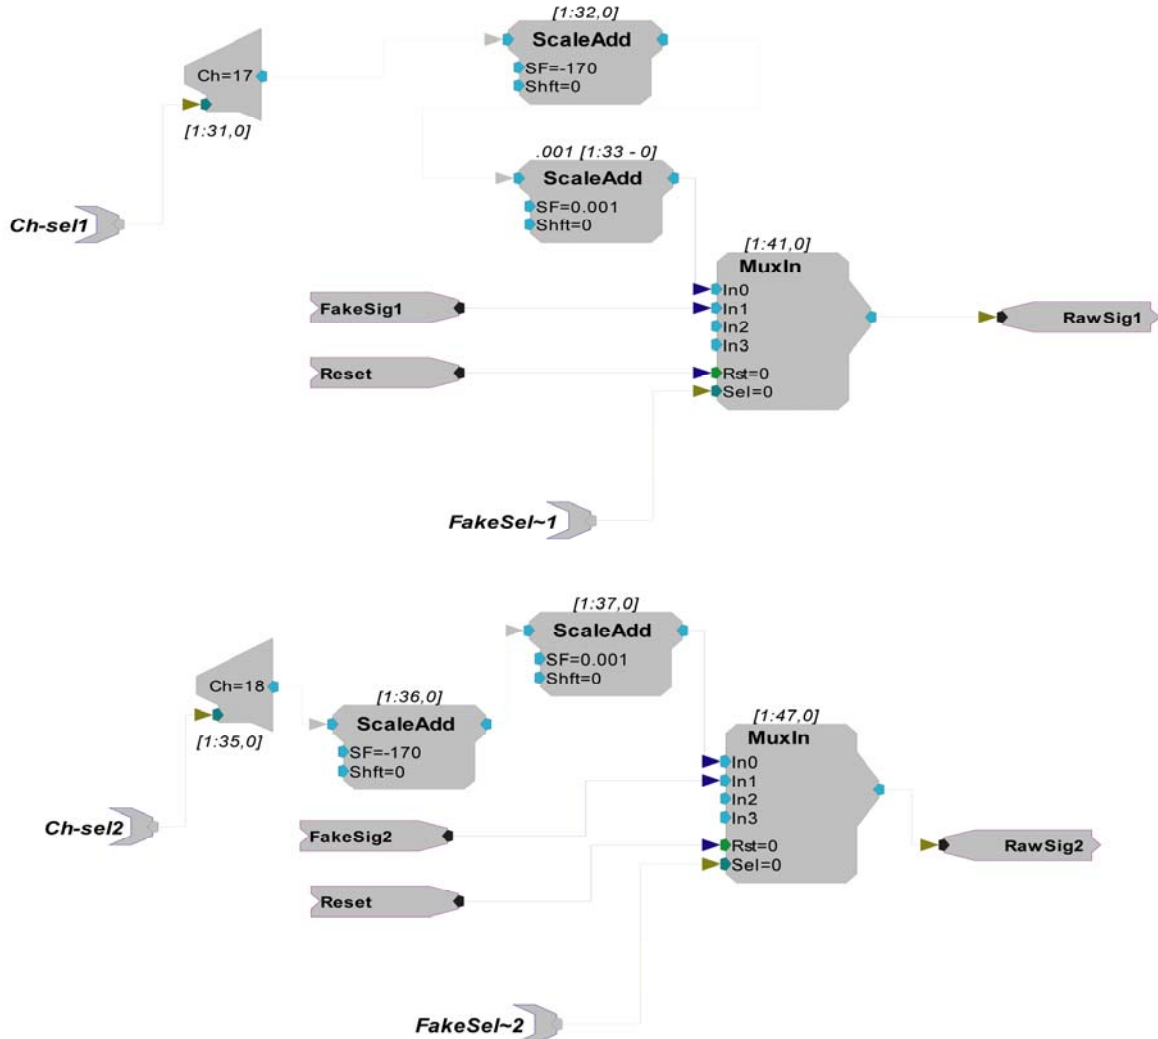 [1:32,0]
ScaleAdd
SF=-170
Shft=0
Ch=17
[1:31,0]
.001 [1:33 - 0]
ScaleAdd
SF=0.001
Shft=0
Ch-sel1
[1:41,0]
MuxIn
In0
In1
In2
In3
Rst=0
Sel=0
FakeSig1
Reset
RawSig1
FakeSel~1
[1:37,0]
ScaleAdd
SF=0.001
Shft=0
Ch=18
[1:35,0]
[1:36,0]
ScaleAdd
SF=-170
Shft=0
[1:47,0]
MuxIn
In0
In1
In2
In3
Rst=0
Sel=0
Ch-sel2
FakeSig2
Reset
RawSig2
FakeSel~2